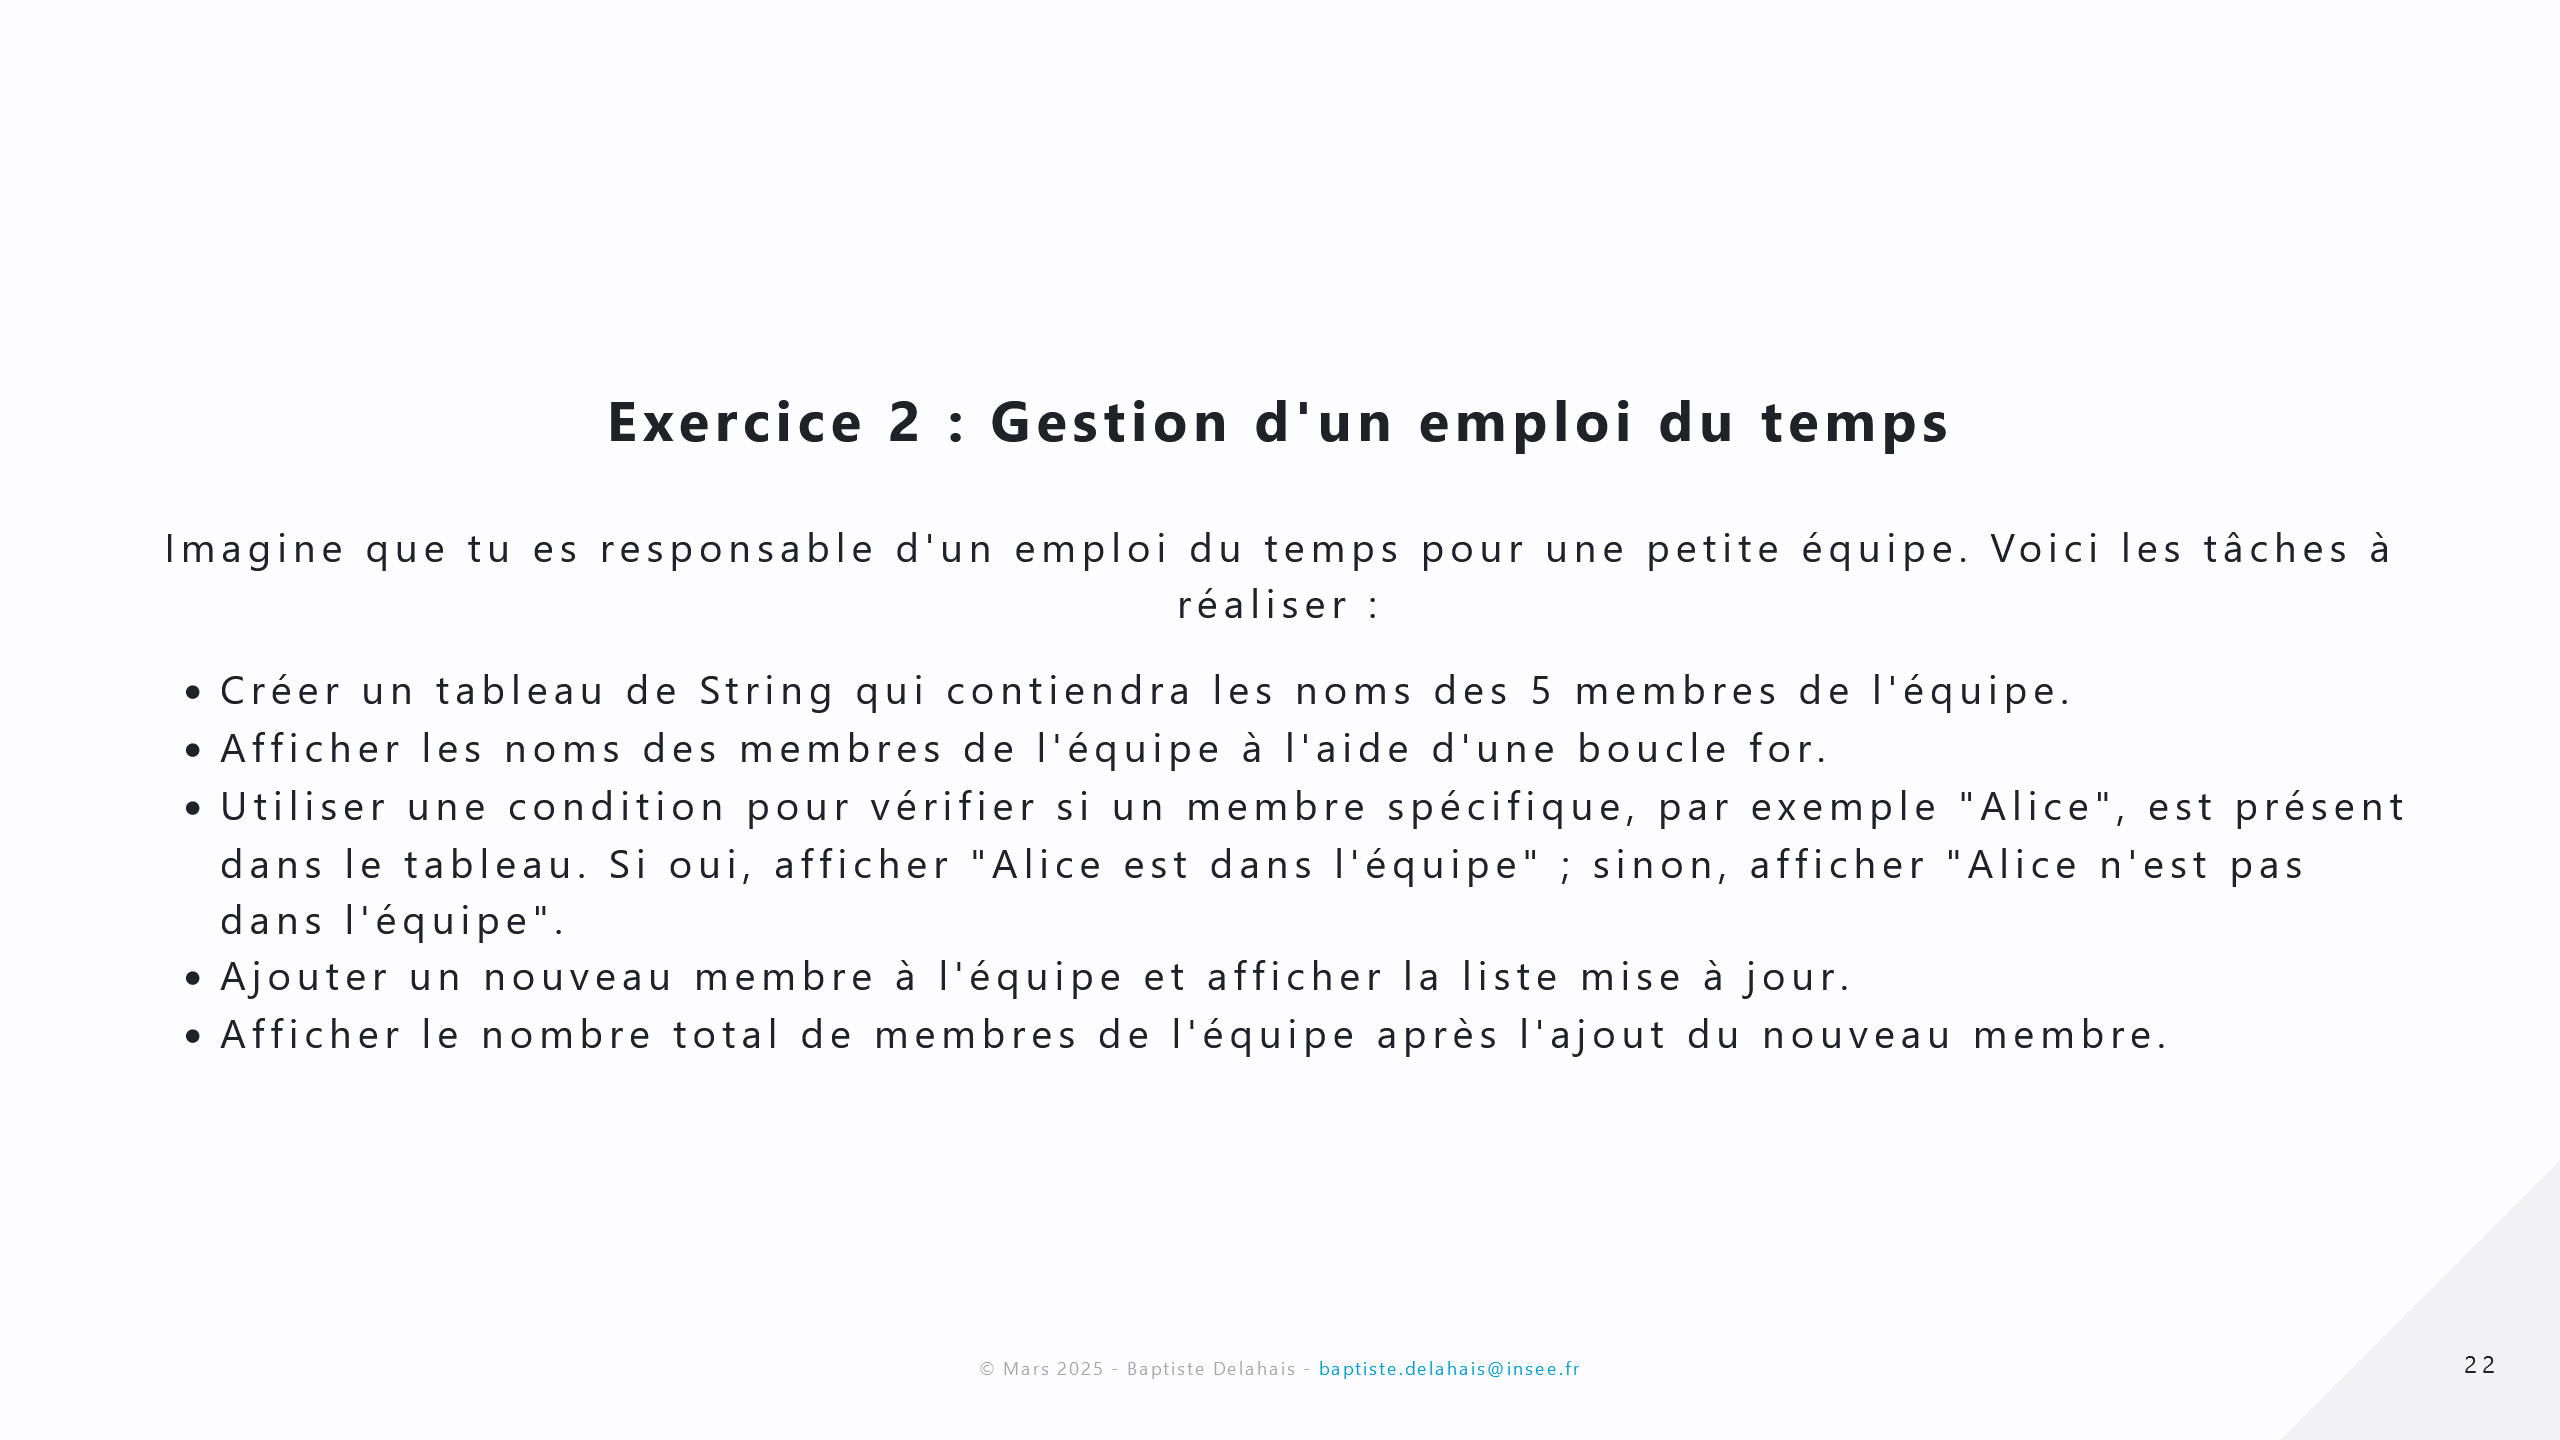 Exercice 2 : Gestion d'un emploi du temps
Imagine que tu es responsable d'un emploi du temps pour une petite équipe. Voici les tâches à
réaliser :
• Créer un tableau de String qui contiendra les noms des 5 membres de l'équipe.
• Afficher les noms des membres de l'équipe à l'aide d'une boucle for.
• Utiliser une condition pour vérifier si un membre spécifique, par exemple "Alice", est présent
dans le tableau. Si oui, afficher "Alice est dans l'équipe" ; sinon, afficher "Alice n'est pas
dans l'équipe".
• Ajouter un nouveau membre à l'équipe et afficher la liste mise à jour.
• Afficher le nombre total de membres de l'équipe après l'ajout du nouveau membre.
© Mars 2025 - Baptiste Delahais - baptiste.delahais@insee.fr
22